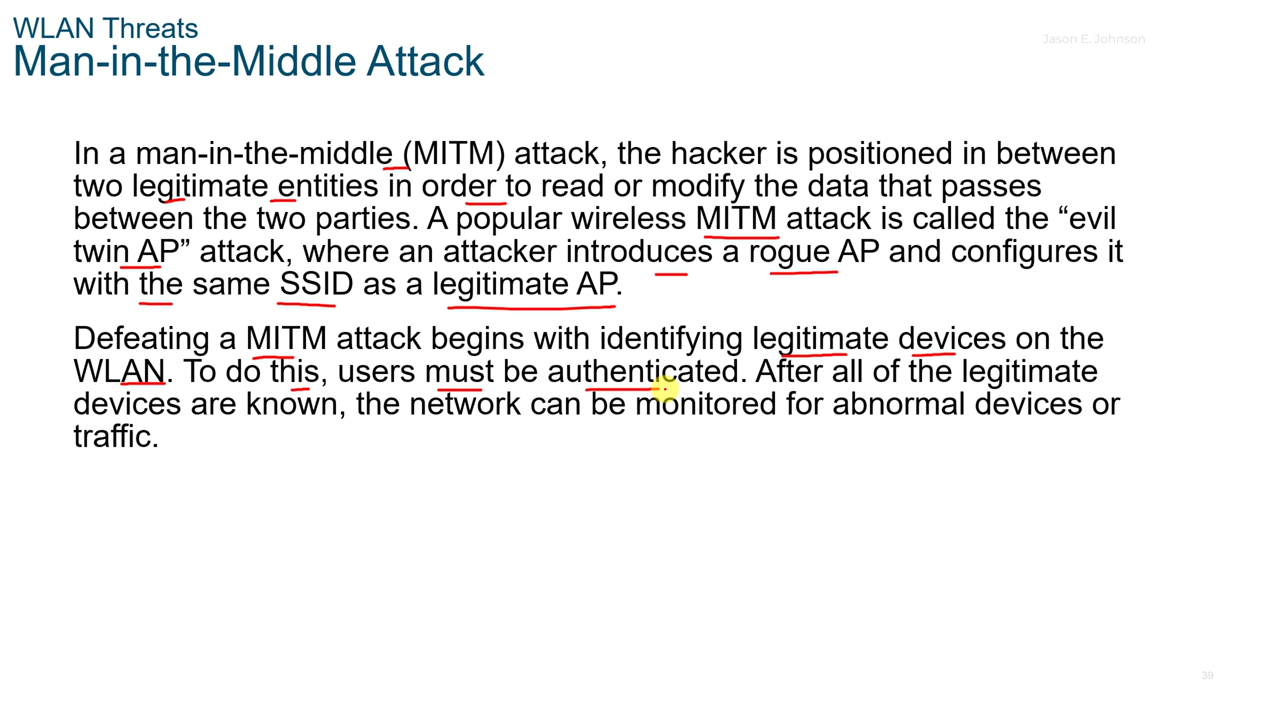 WLAN Threats
Jason E. Johnson
Man-in-the-Middle Attack
In a man-in-the-middle (MITM) attack, the hacker is positioned in between
two legitimate entities in order to read or modify the data that passes
between the two parties. A popular wireless MITM attack is called the “evil
twin AP” attack, where an attacker introduces a rogue AP and configures it
with the same SSID as a legitimate AP.
Defeating a MITM attack begins with identifying legitimate devices on the
WLAN. To do this, users must be authenticated. After all of the legitimate
devices are known, the network can be monitored for abnormal devices or
traffic.
39